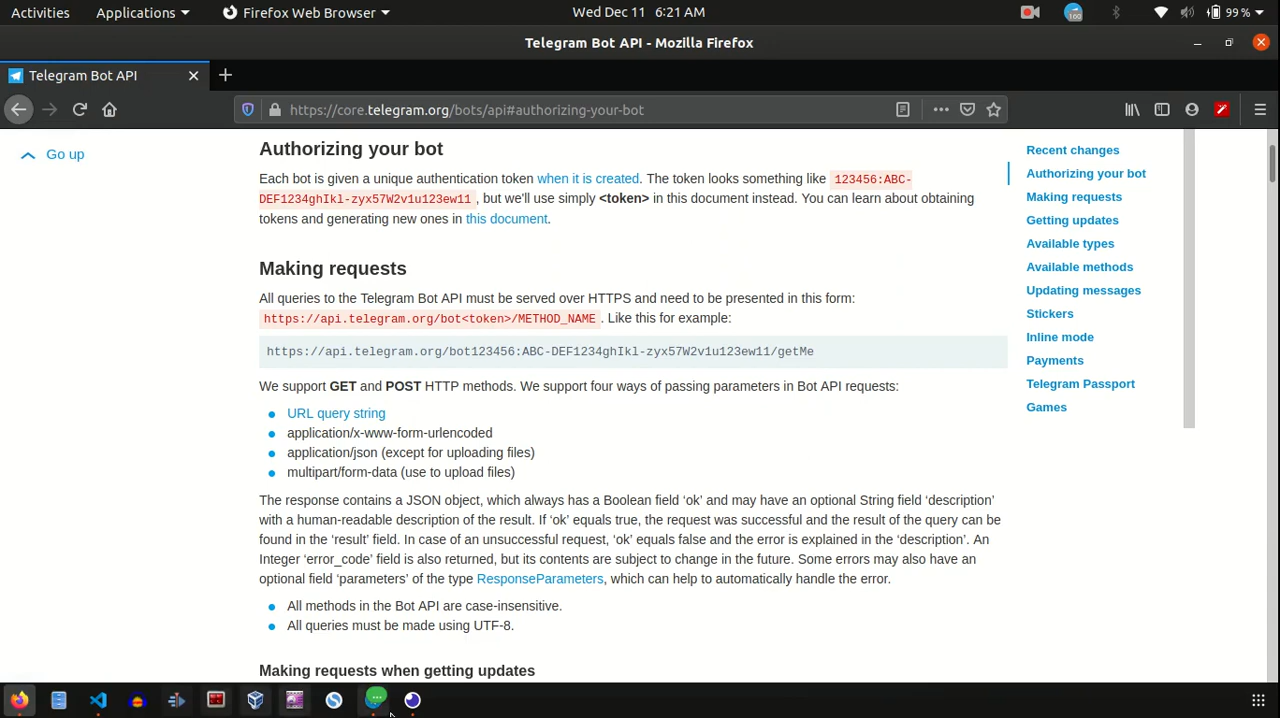 Activities Applications Firefox Web Browser Wed Dec 11 6:21 AM 160 99 %
Telegram Bot API - Mozilla Firefox
Telegram Bot API
https://core.telegram.org/bots/api#authorizing-your-bot
Go up
Authorizing your bot
Each bot is given a unique authentication token when it is created. The token looks something like 123456:ABC-
DEF1234ghIkl-zyx57W2v1u123ew11, but we'll use simply <token> in this document instead. You can learn about obtaining
tokens and generating new ones in this document.
Making requests
All queries to the Telegram Bot API must be served over HTTPS and need to be presented in this form:
https://api.telegram.org/bot<token>/METHOD_NAME. Like this for example:
https://api.telegram.org/bot123456:ABC-DEF1234ghIkl-zyx57W2v1u123ew11/getMe
We support GET and POST HTTP methods. We support four ways of passing parameters in Bot API requests:
URL query string
application/x-www-form-urlencoded
application/json (except for uploading files)
multipart/form-data (use to upload files)
The response contains a JSON object, which always has a Boolean field ‘ok’ and may have an optional String field ‘description’
with a human-readable description of the result. If ‘ok’ equals true, the request was successful and the result of the query can be
found in the ‘result’ field. In case of an unsuccessful request, ‘ok’ equals false and the error is explained in the ‘description’. An
Integer ‘error_code’ field is also returned, but its contents are subject to change in the future. Some errors may also have an
optional field ‘parameters’ of the type ResponseParameters, which can help to automatically handle the error.
All methods in the Bot API are case-insensitive.
All queries must be made using UTF-8.
Making requests when getting updates
Recent changes
Authorizing your bot
Making requests
Getting updates
Available types
Available methods
Updating messages
Stickers
Inline mode
Payments
Telegram Passport
Games